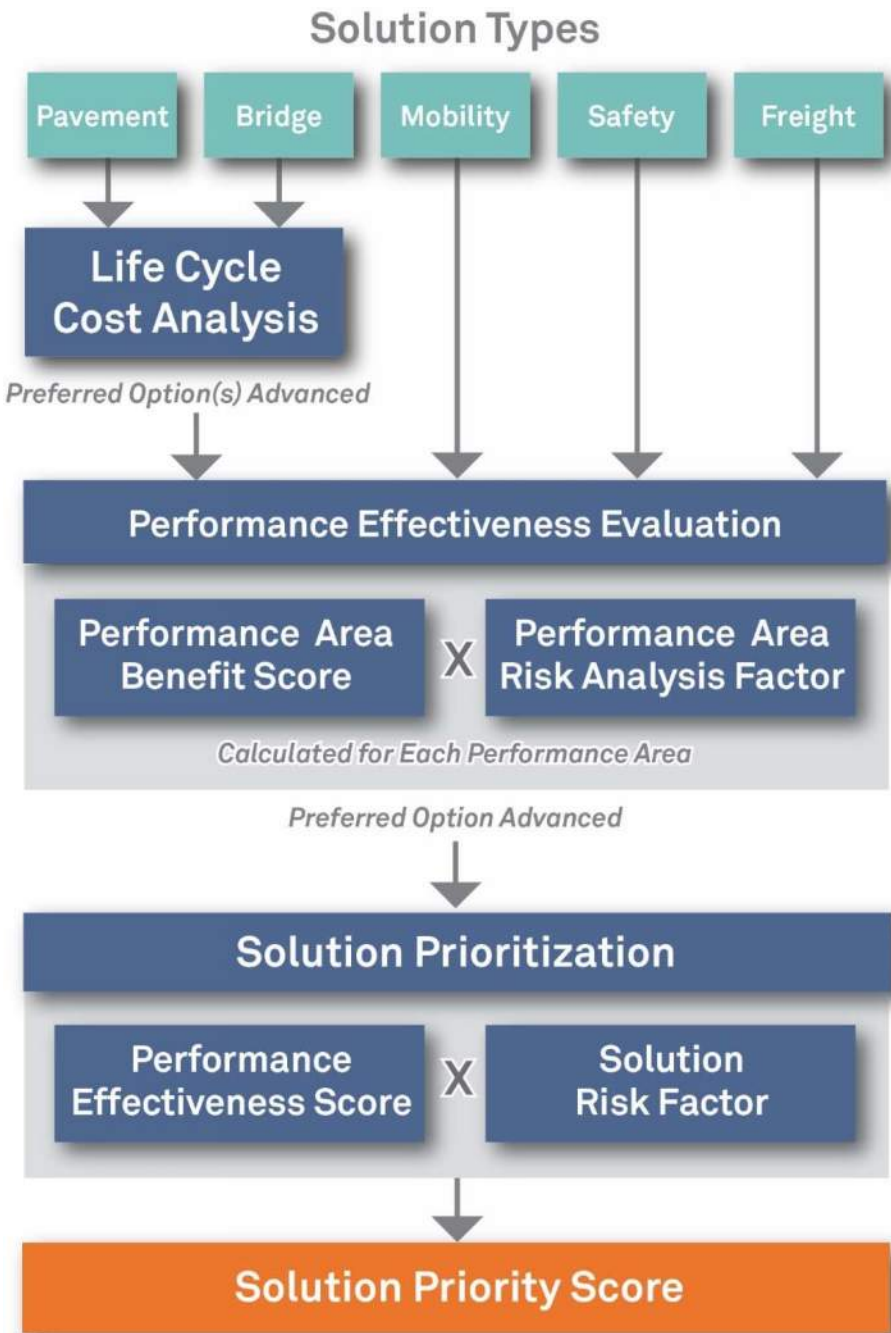 Solution Types
Pavement
Bridge
Mobility
Safety
Freight
Life Cycle
Cost Analysis
Preferred Option(s) Advanced
Performance Effectiveness Evaluation
Performance Area
Benefit Score
X
Performance Area
Risk Analysis Factor
Calculated for Each Performance Area
Preferred Option Advanced
Solution Prioritization
Performance
Effectiveness Score
X
Solution
Risk Factor
Solution Priority Score